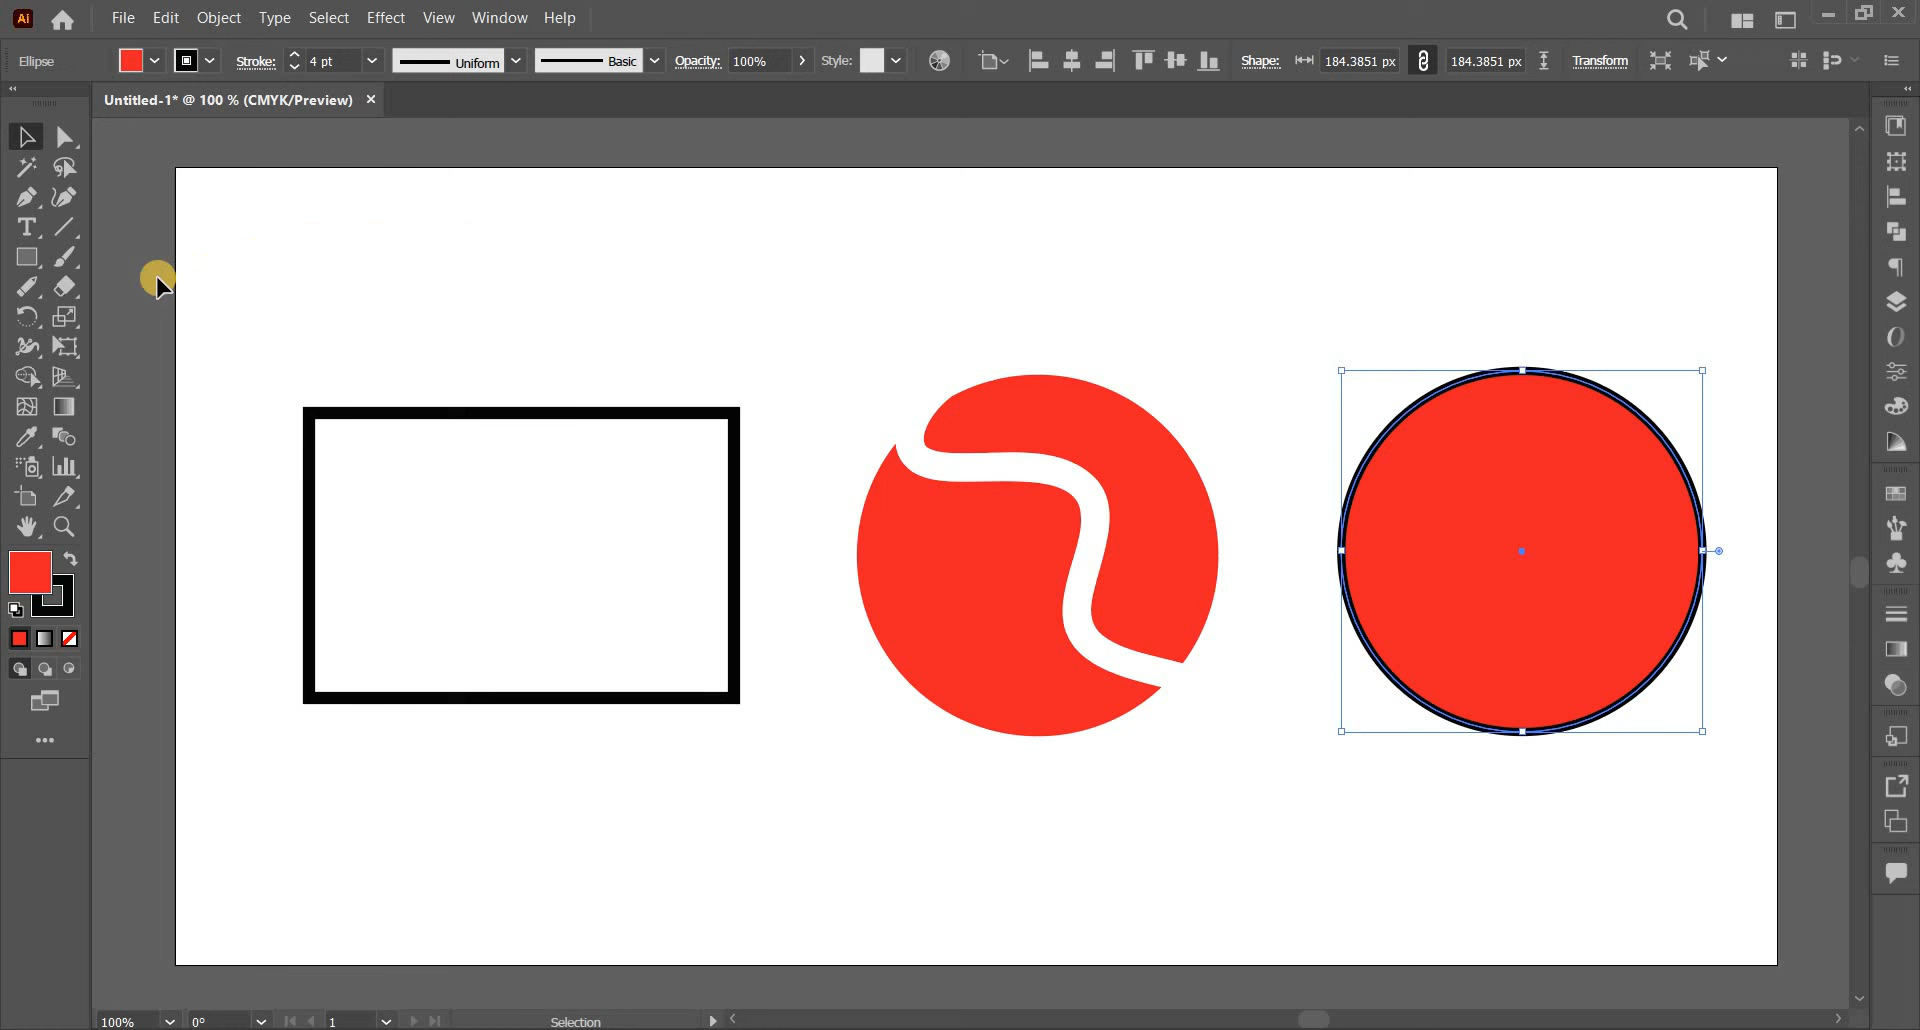 Ai File Edit Object Type Select Effect View Window Help
Ellipse Stroke: 4 pt Uniform Basic Opacity: 100% Style: Shape: 184.3851 px 184.3851 px Transform
Untitled-1* @ 100 % (CMYK/Preview) ×
T
100% 0° 1 Selection